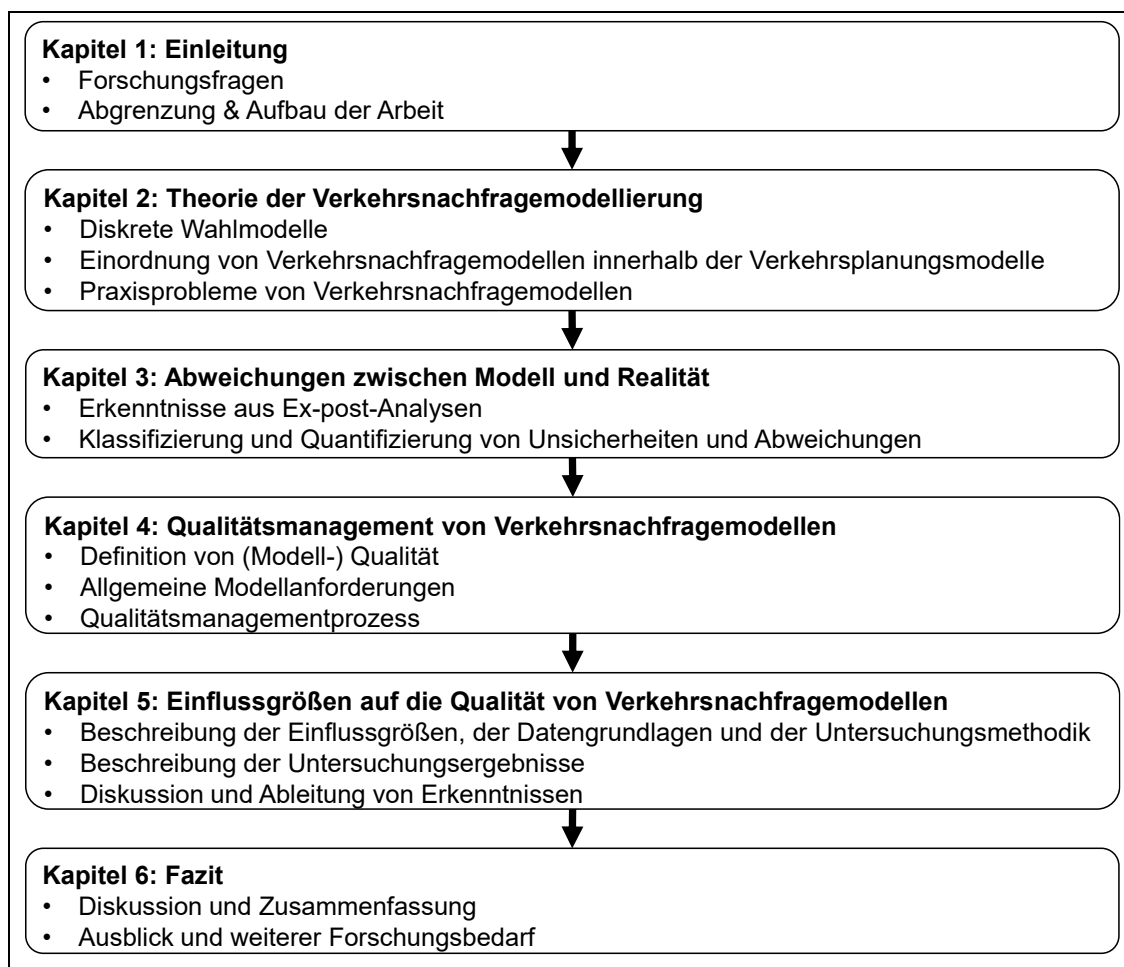 Kapitel 1: Einleitung
• Forschungsfragen
• Abgrenzung & Aufbau der Arbeit
Kapitel 2: Theorie der Verkehrsnachfragemodellierung
• Diskrete Wahlmodelle
• Einordnung von Verkehrsnachfragemodellen innerhalb der Verkehrsplanungsmodelle
• Praxisprobleme von Verkehrsnachfragemodellen
Kapitel 3: Abweichungen zwischen Modell und Realität
• Erkenntnisse aus Ex-post-Analysen
• Klassifizierung und Quantifizierung von Unsicherheiten und Abweichungen
Kapitel 4: Qualitätsmanagement von Verkehrsnachfragemodellen
• Definition von (Modell-) Qualität
• Allgemeine Modellanforderungen
• Qualitätsmanagementprozess
Kapitel 5: Einflussgrößen auf die Qualität von Verkehrsnachfragemodellen
• Beschreibung der Einflussgrößen, der Datengrundlagen und der Untersuchungsmethodik
• Beschreibung der Untersuchungsergebnisse
• Diskussion und Ableitung von Erkenntnissen
Kapitel 6: Fazit
• Diskussion und Zusammenfassung
• Ausblick und weiterer Forschungsbedarf